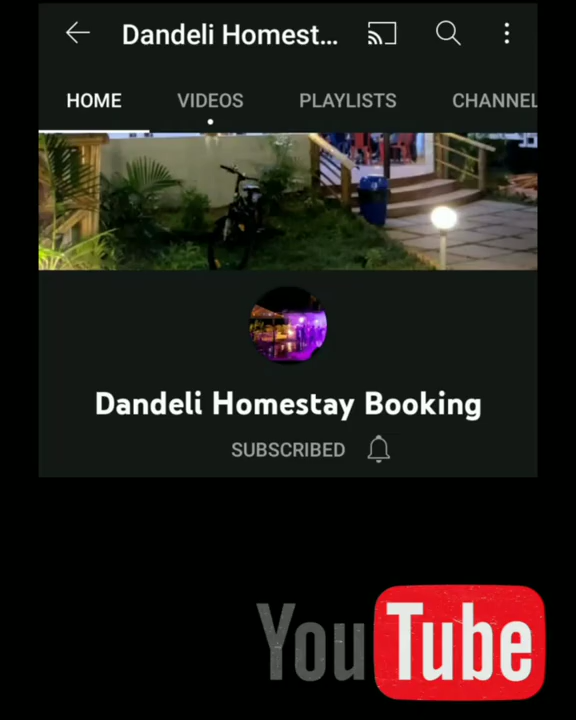 Dandeli Homest...
HOME VIDEOS PLAYLISTS CHANNEL
Dandeli Homestay Booking
SUBSCRIBED
YouTube